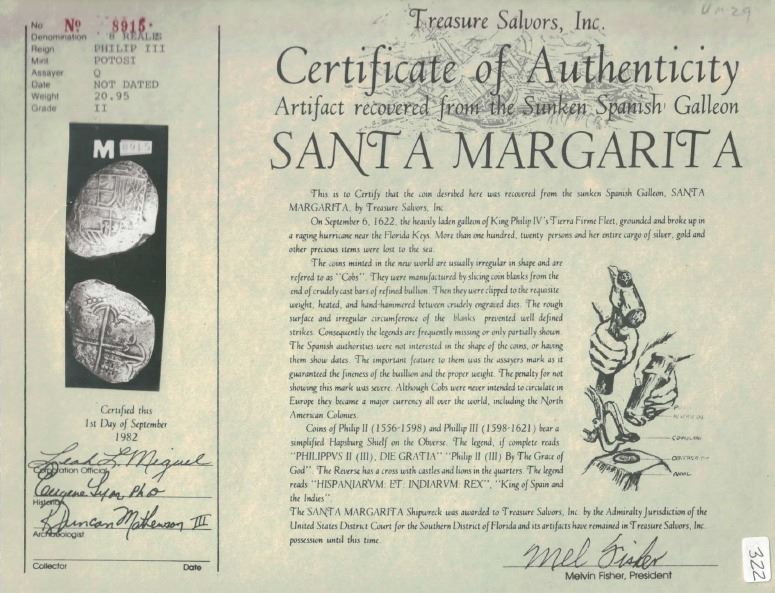 No Nº 8915.
Denomination 8 REALES
Reign PHILIP III
Mint POTOSI
Assayer Q
Date NOT DATED
Weight 20.95
Grade II
M 8915
Certified this
1st Day of September
1982
Leah L Miguel
Corporation Official
Eugene Lyon PhD
Historian
R Duncan Mathewson III
Archeologist
Collector Date
Treasure Salvors, Inc.
Certificate of Authenticity
Artifact recovered from the Sunken Spanish Galleon
SANTA MARGARITA
This is to Certify that the coin desribed here was recovered from the sunken Spanish Galleon, SANTA
MARGARITA, by Treasure Salvors, Inc.
On September 6, 1622, the heavily laden galleon of King Philip IV's Tierra Firme Fleet, grounded and broke up in
a raging hurricane near the Florida Keys. More than one hundred, twenty persons and her entire cargo of silver, gold and
other precious items were lost to the sea.
The coins minted in the new world are usually irregular in shape and are
refered to as "Cobs". They were manufactured by slicing coin blanks from the
end of crudely cast bars of refined bullion. Then they were clipped to the requisite
weight, heated, and hand-hammered between crudely engraved dies. The rough
surface and irregular circumference of the blanks prevented well defined
strikes. Consequently the legends are frequently missing or only partially shown.
The Spanish authorities were not interested in the shape of the coins, or having
them show dates. The important feature to them was the assayers mark as it
guaranteed the fineness of the buillion and the proper weight. The penalty for not
showing this mark was severe. Although Cobs were never intended to circulate in
Europe they became a major currency all over the world, including the North
American Colonies.
Coins of Philip II (1556-1598) and Phillip III (1598-1621) bear a
simplified Hapsburg Shielf on the Obverse. The legend, if complete reads
"PHILIPPVS II (III), DIE GRATIA" "Philip II (III) By The Grace of
God". The Reverse has a cross with castles and lions in the quarters. The legend
reads "HISPANIARVM ET INDIARVM REX", "King of Spain and
the Indies".
The SANTA MARGARITA Shipwreck was awarded to Treasure Salvors, Inc. by the Admiralty Jurisdiction of the
United States District Court for the Southern District of Florida and its artifacts have remained in Treasure Salvors, Inc.
possession until this time.
Mel Fisher
Melvin Fisher, President
322